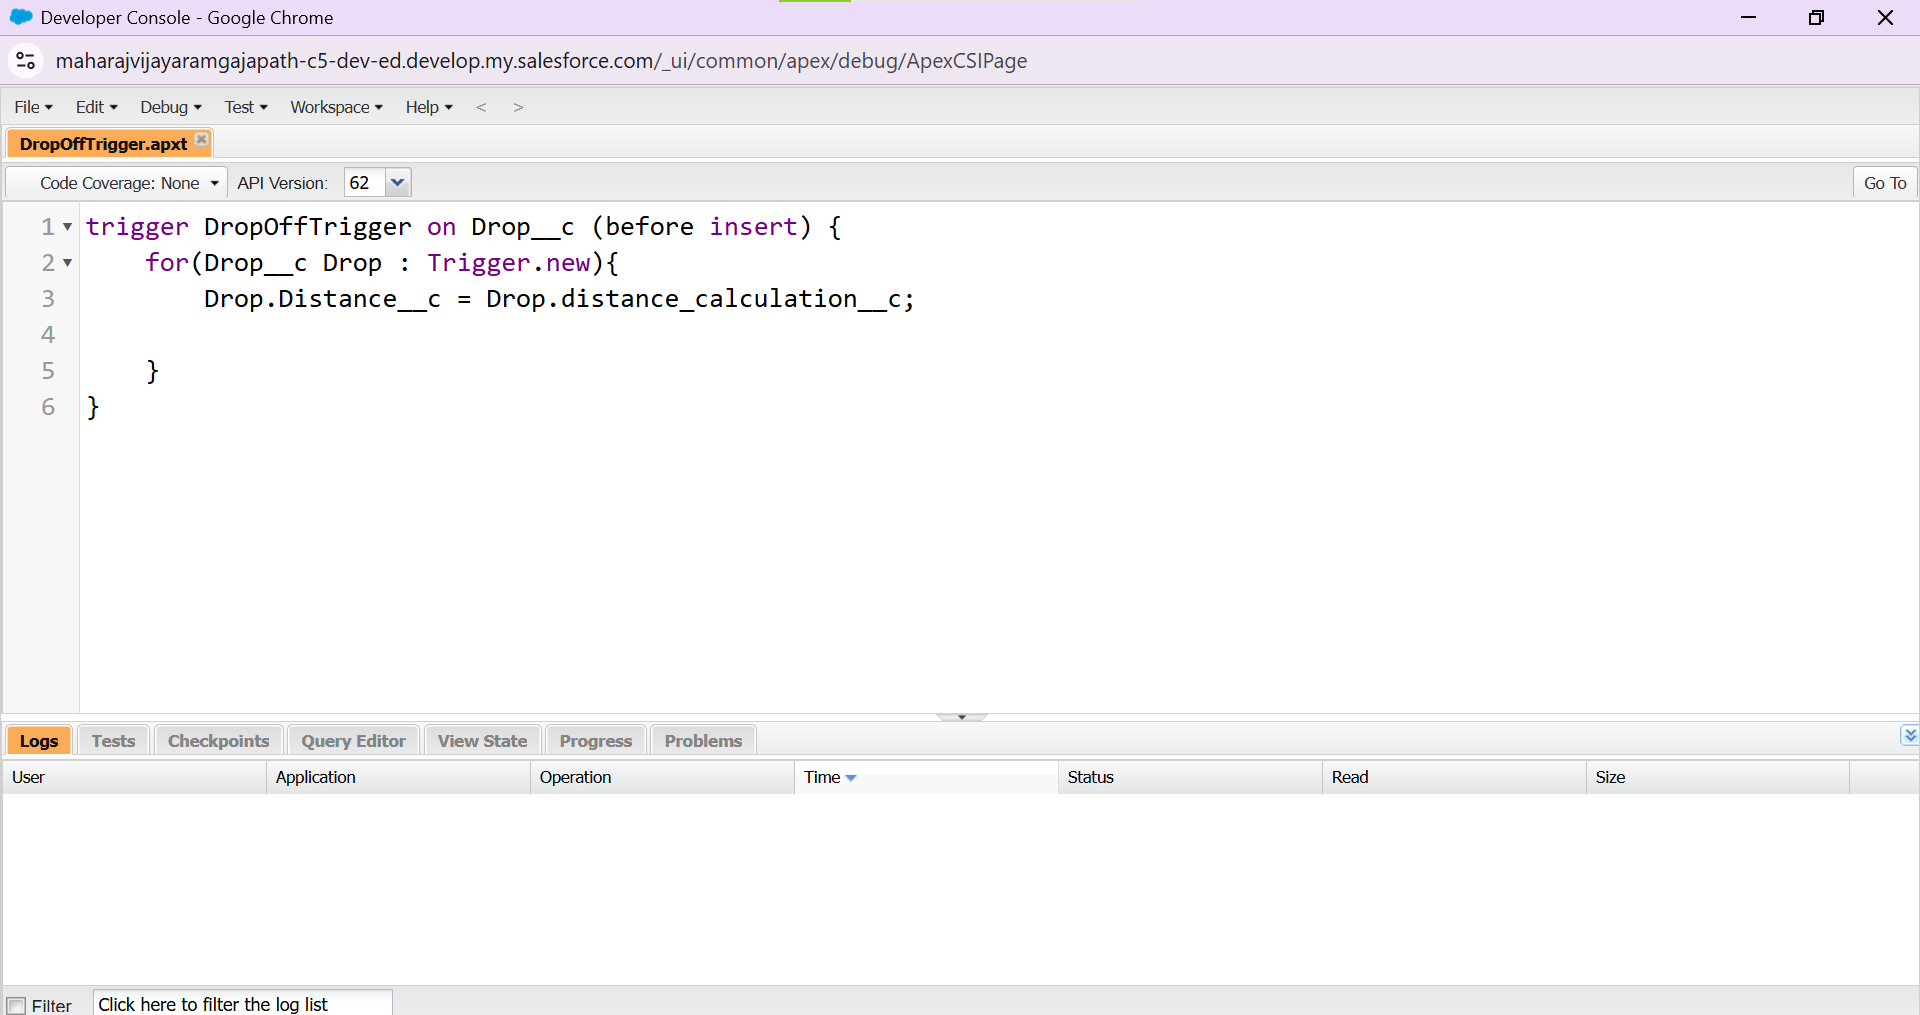 Developer Console - Google Chrome
maharajvijayaramgajapath-c5-dev-ed.develop.my.salesforce.com/_ui/common/apex/debug/ApexCSIPage
File Edit Debug Test Workspace Help < >
DropOffTrigger.apxt
Code Coverage: None API Version: 62 Go To
1 trigger DropOffTrigger on Drop__c (before insert) {
2 for(Drop__c Drop : Trigger.new){
3 Drop.Distance__c = Drop.distance_calculation__c;
4
5 }
6 }
Logs Tests Checkpoints Query Editor View State Progress Problems
User Application Operation Time Status Read Size
Filter Click here to filter the log list